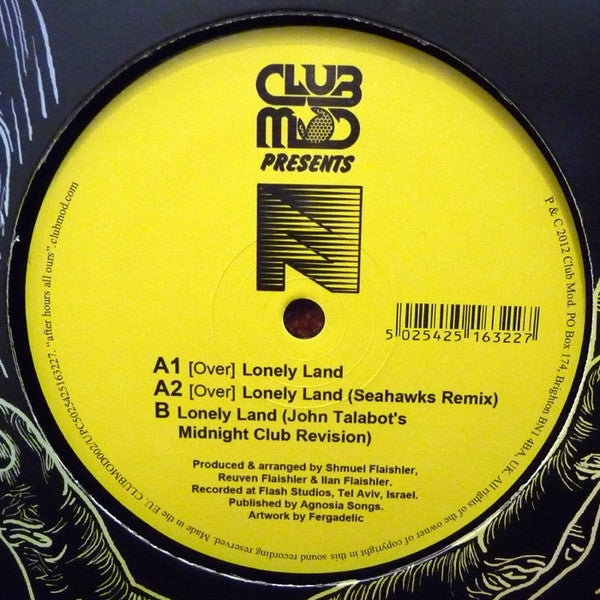 CLUB
MOD
PRESENTS
5 025425 163227
A1 [Over] Lonely Land
A2 [Over] Lonely Land (Seahawks Remix)
B Lonely Land (John Talabot's
Midnight Club Revision)
Produced & arranged by Shmuel Flaishler,
Reuven Flaishler & Ilan Flaishler.
Recorded at Flash Studios, Tel Aviv, Israel.
Published by Agnosia Songs.
Artwork by Fergadelic
P & C 2012 Club Mod. PO Box 174, Brighton BN1 4BA, UK. All rights of the owner of copyright in this sound recording reserved. Made in the EU. CLUBMOD002/UPC5025425163227. "after hours all ours". clubmod.com.